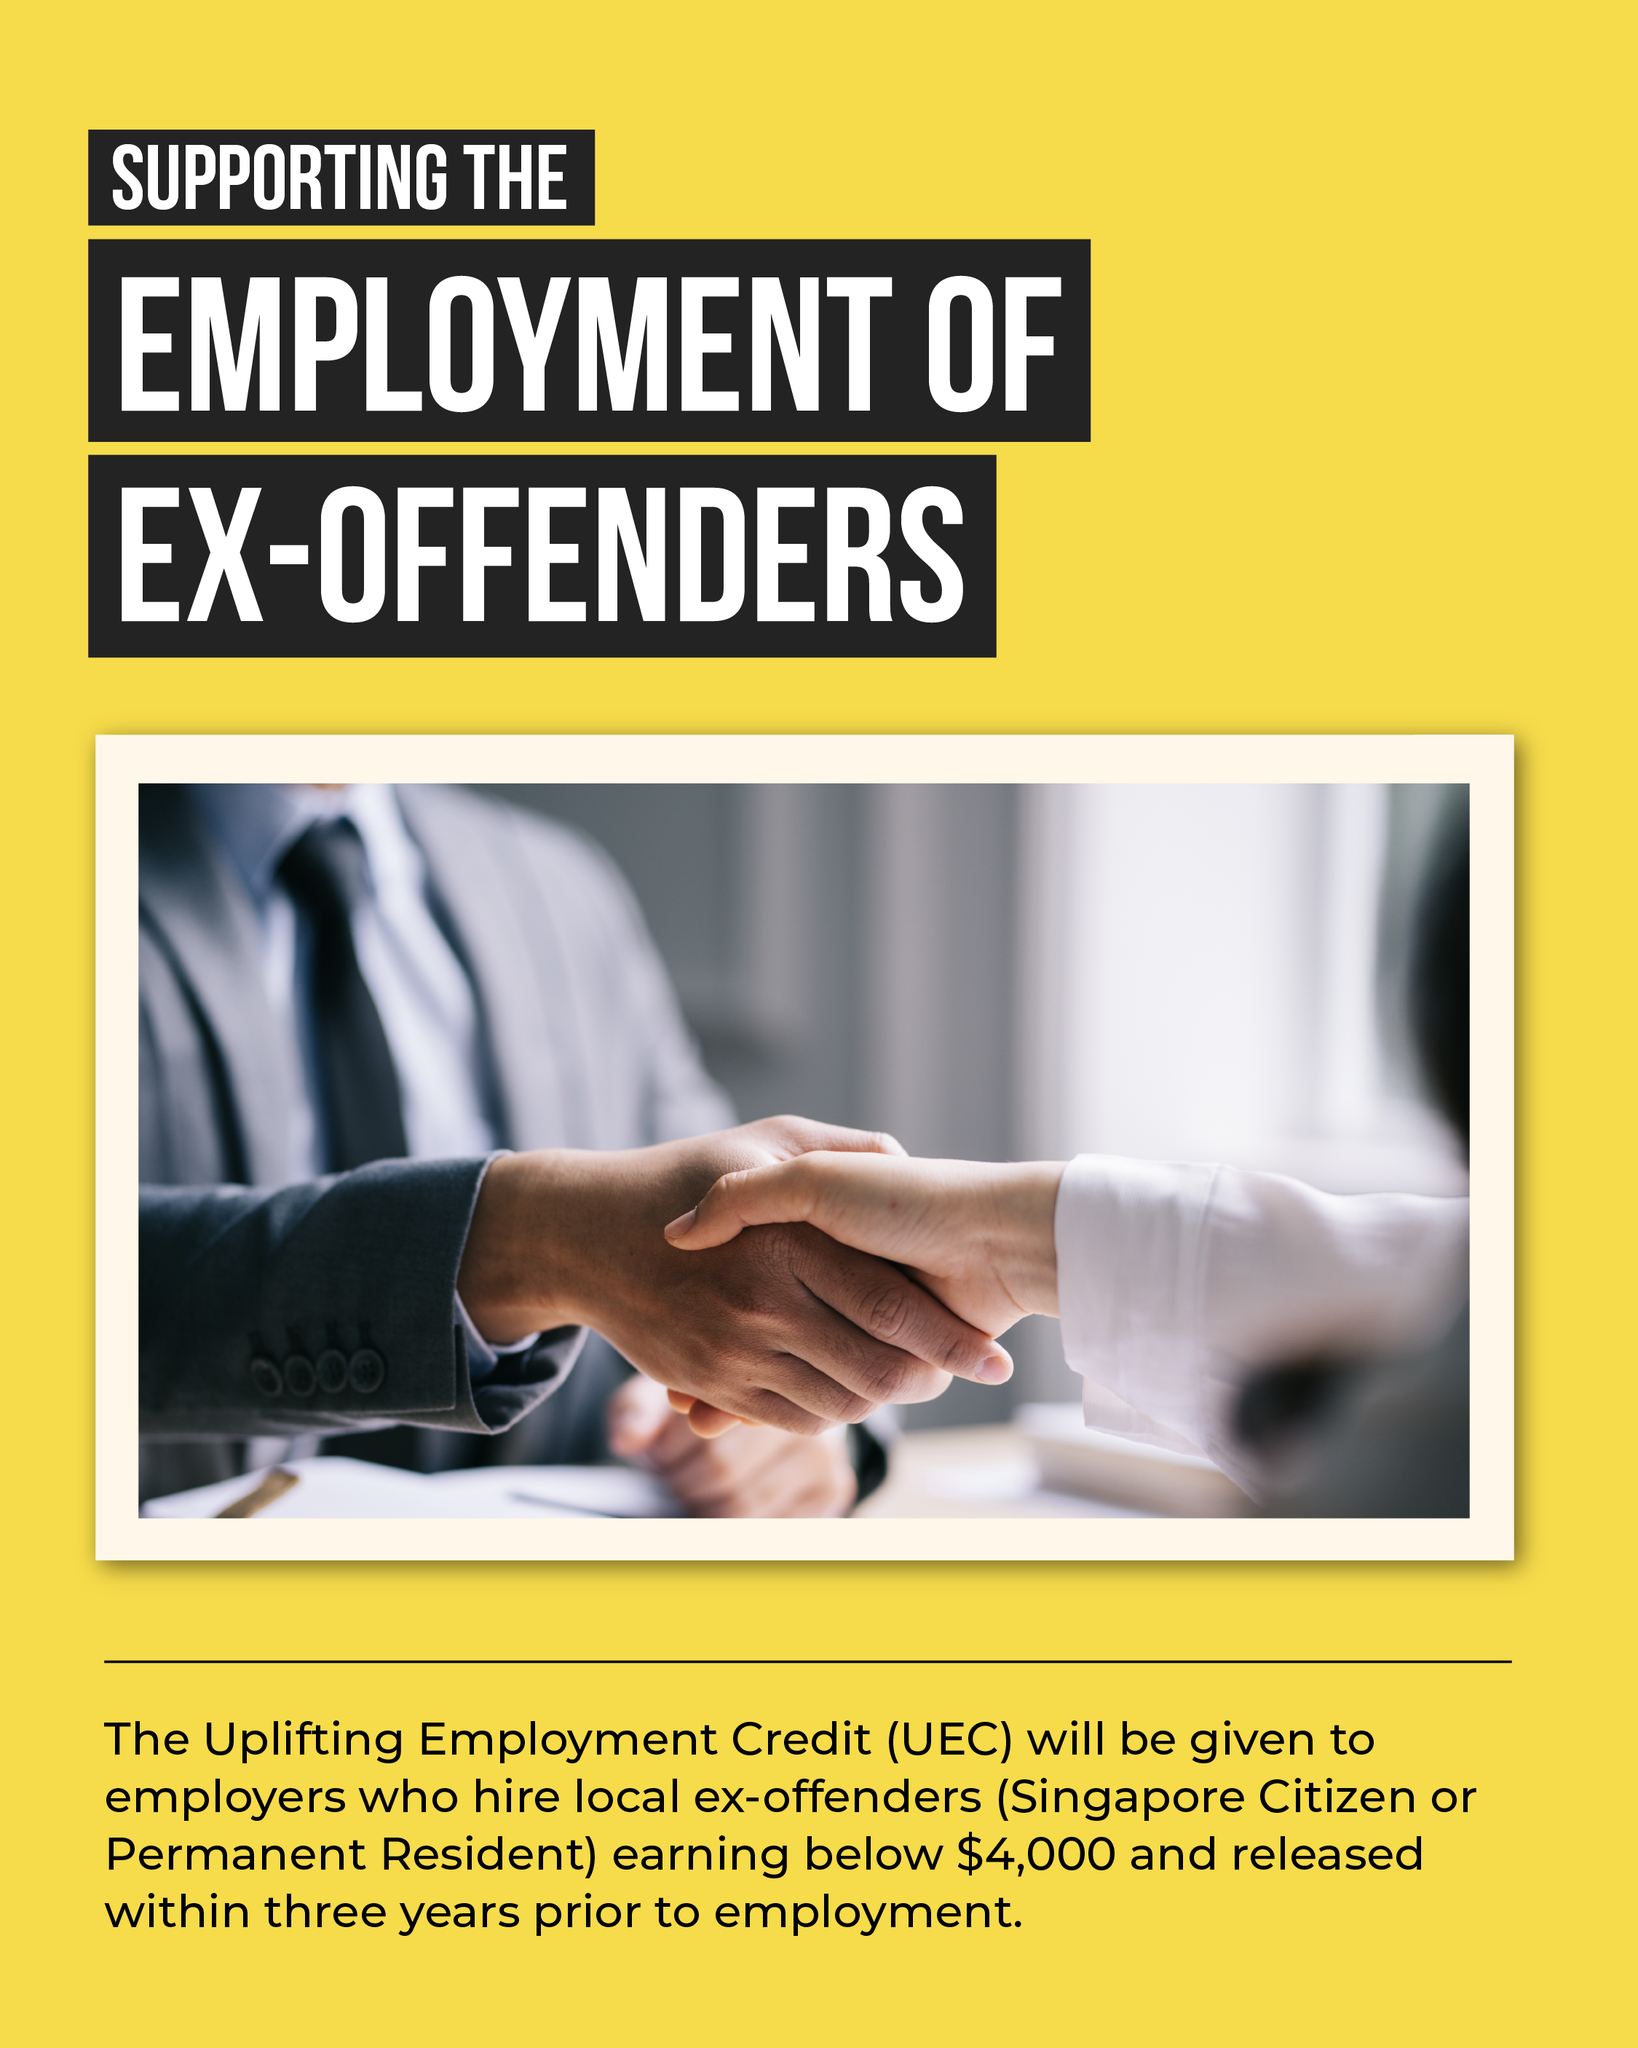 SUPPORTING THE
EMPLOYMENT OF
EX-OFFENDERS
The Uplifting Employment Credit (UEC) will be given to
employers who hire local ex-offenders (Singapore Citizen or
Permanent Resident) earning below $4,000 and released
within three years prior to employment.